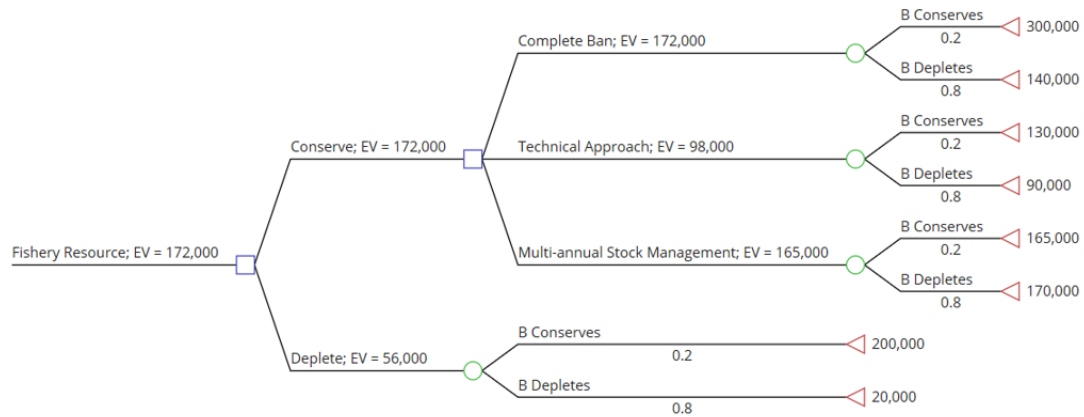 B Conserves
0.2
300,000
Complete Ban; EV = 172,000
B Depletes
0.8
140,000
B Conserves
0.2
130,000
Conserve; EV = 172,000
Technical Approach; EV = 98,000
B Depletes
0.8
90,000
B Conserves
0.2
165,000
Fishery Resource; EV = 172,000
Multi-annual Stock Management; EV = 165,000
B Depletes
0.8
170,000
B Conserves
0.2
200,000
Deplete; EV = 56,000
B Depletes
0.8
20,000